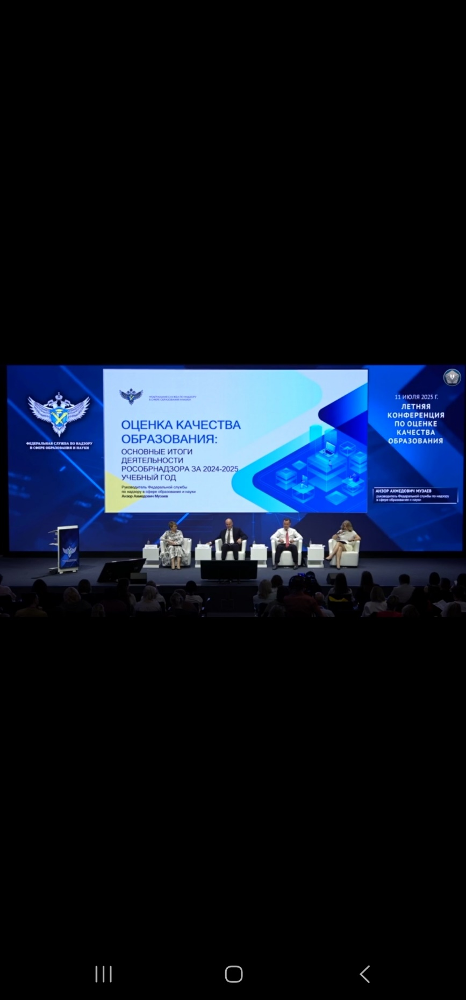 ФЕДЕРАЛЬНАЯ СЛУЖБА ПО НАДЗОРУ
В СФЕРЕ ОБРАЗОВАНИЯ И НАУКИ
ФЕДЕРАЛЬНАЯ СЛУЖБА ПО НАДЗОРУ
В СФЕРЕ ОБРАЗОВАНИЯ И НАУКИ
ОЦЕНКА КАЧЕСТВА
ОБРАЗОВАНИЯ:
ОСНОВНЫЕ ИТОГИ
ДЕЯТЕЛЬНОСТИ
РОСОБРНАДЗОРА ЗА 2024-2025
УЧЕБНЫЙ ГОД
Руководитель Федеральной службы
по надзору в сфере образования и науки
Анзор Ахмедович Музаев
11 ИЮЛЯ 2025 Г.
ЛЕТНЯЯ
КОНФЕРЕНЦИЯ
ПО ОЦЕНКЕ
КАЧЕСТВА
ОБРАЗОВАНИЯ
АНЗОР АХМЕДОВИЧ МУЗАЕВ
руководитель Федеральной службы по надзору
в сфере образования и науки